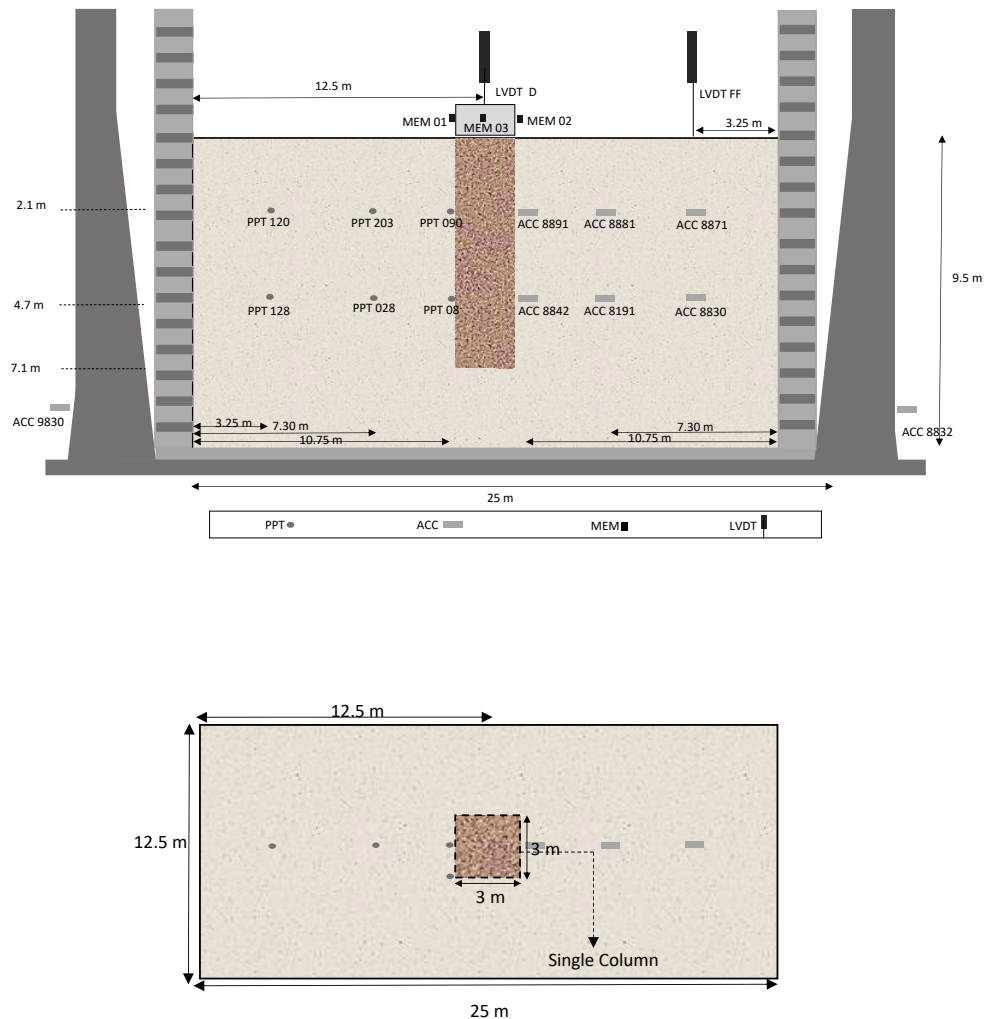 12.5 m
LVDT D
LVDT FF
MEM 01
MEM 03
MEM 02
3.25 m
2.1 m
PPT 120
PPT 203
PPT 090
ACC 8891
ACC 8881
ACC 8871
9.5 m
4.7 m
PPT 128
PPT 028
PPT 08
ACC 8842
ACC 8191
ACC 8830
7.1 m
ACC 9830
3.25 m
7.30 m
10.75 m
7.30 m
10.75 m
ACC 8832
25 m
PPT
ACC
MEM
LVDT
12.5 m
12.5 m
3 m
3 m
Single Column
25 m